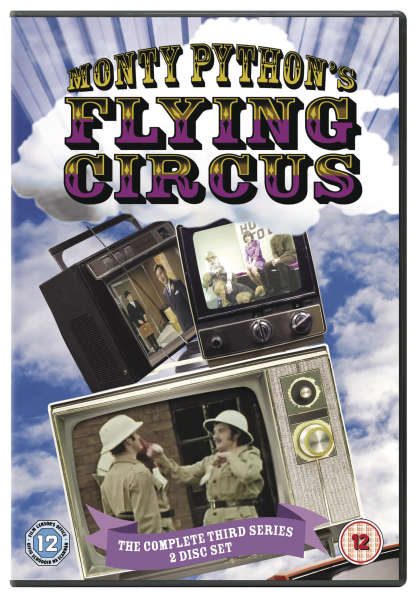 MONTY PYTHON'S
FLYING
CIRCUS
THE COMPLETE THIRD SERIES
2 DISC SET
12
12